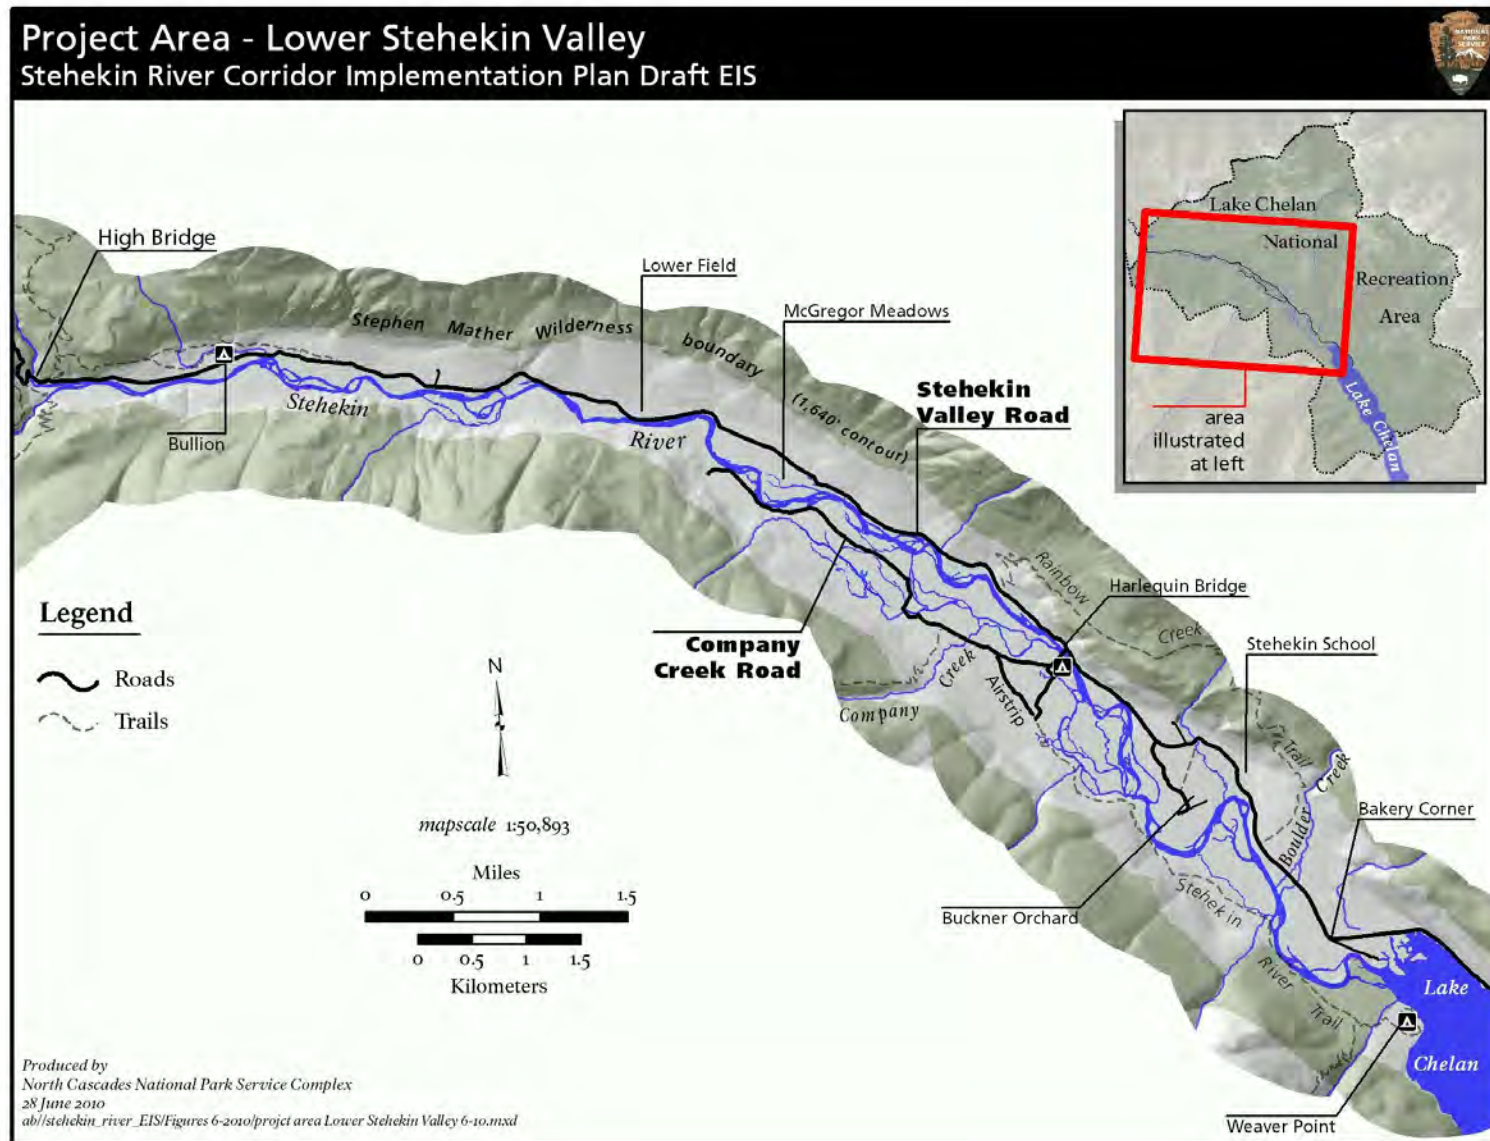 Project Area - Lower Stehekin Valley
Stehekin River Corridor Implementation Plan Draft EIS
NATIONAL
PARK
SERVICE
Lake Chelan
National
Recreation
Area
Lake Chelan
area
illustrated
at left
High Bridge
Lower Field
McGregor Meadows
Stephen Mather Wilderness boundary
(1,640' contour)
Stehekin
Valley Road
Bullion
Stehekin
River
Rainbow
Creek
Trail
Harlequin Bridge
Stehekin School
Company
Creek Road
Company
Creek
Airstrip
Boulder
Creek
Bakery Corner
Buckner Orchard
Stehekin
River
Trail
Lake
Chelan
Weaver Point
Legend
Roads
Trails
N
mapscale 1:50,893
Miles
0 0.5 1 1.5
0 0.5 1 1.5
Kilometers
Produced by
North Cascades National Park Service Complex
28 June 2010
ab//stehekin_river_EIS/Figures 6-2010/projct area Lower Stehekin Valley 6-10.mxd